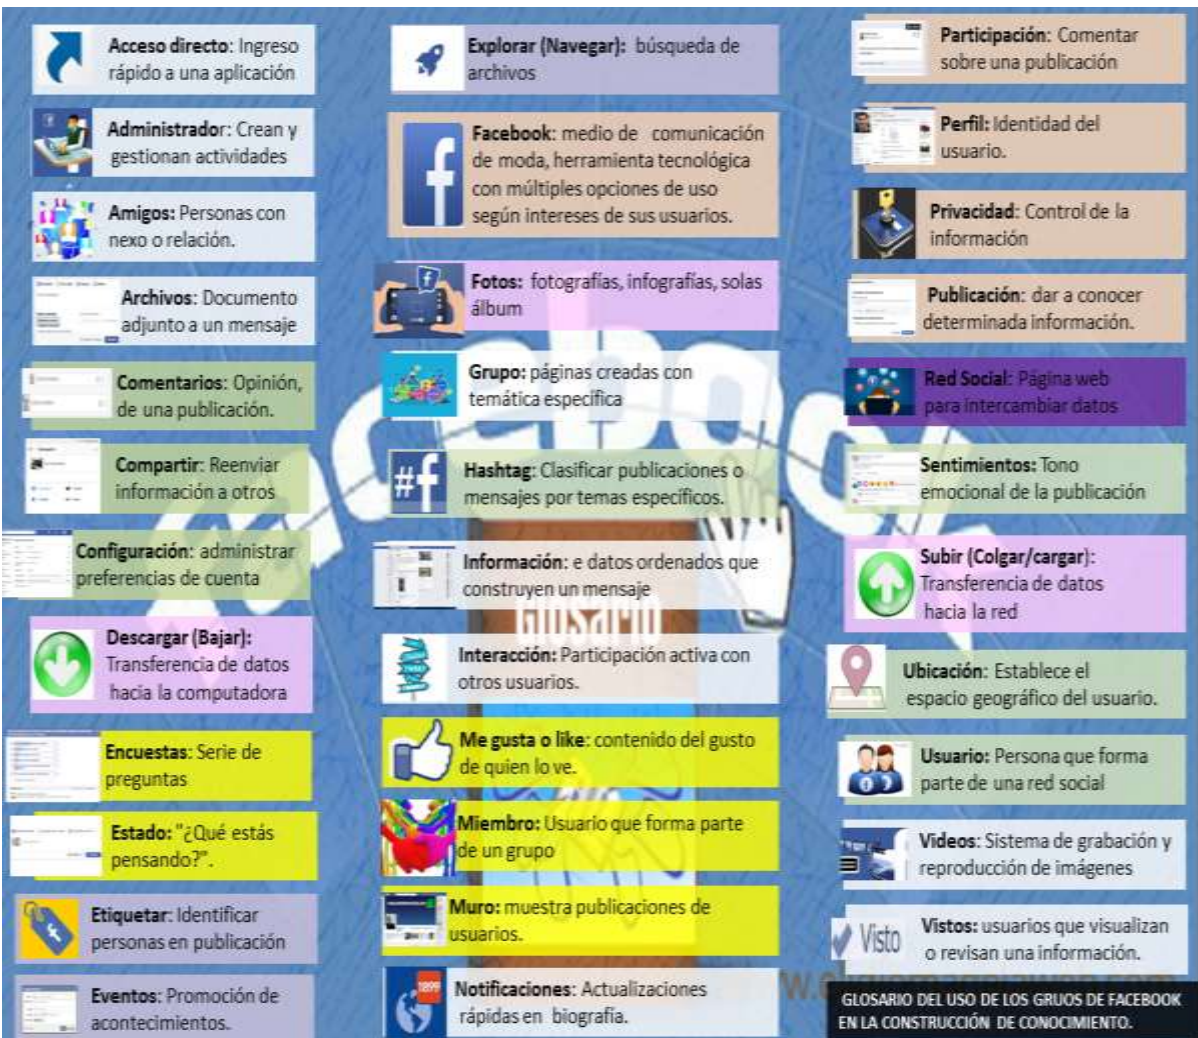 Acceso directo: Ingreso
rápido a una aplicación
Administrador: Crean y
gestionan actividades
Amigos: Personas con
nexo o relación.
Archivos: Documento
adjunto a un mensaje
Comentarios: Opinión,
de una publicación.
Compartir: Reenviar
información a otros
Configuración: administrar
preferencias de cuenta
Descargar (Bajar):
Transferencia de datos
hacia la computadora
Encuestas: Serie de
preguntas
Estado: "¿Qué estás
pensando?".
Etiquetar: Identificar
personas en publicación
Eventos: Promoción de
acontecimientos.
Explorar (Navegar): búsqueda de
archivos
Facebook: medio de comunicación
de moda, herramienta tecnológica
con múltiples opciones de uso
según intereses de sus usuarios.
Fotos: fotografías, infografías, solas
álbum
Grupo: páginas creadas con
temática específica
#f
Hashtag: Clasificar publicaciones o
mensajes por temas específicos.
Información: e datos ordenados que
construyen un mensaje
Glosario
Interacción: Participación activa con
otros usuarios.
Me gusta o like: contenido del gusto
de quien lo ve.
Miembro: Usuario que forma parte
de un grupo
Muro: muestra publicaciones de
usuarios.
1899
Notificaciones: Actualizaciones
rápidas en biografía.
Participación: Comentar
sobre una publicación
Perfil: Identidad del
usuario.
Privacidad: Control de la
información
Publicación: dar a conocer
determinada información.
Red Social: Página web
para intercambiar datos
Sentimientos: Tono
emocional de la publicación
Subir (Colgar/cargar):
Transferencia de datos
hacia la red
Ubicación: Establece el
espacio geográfico del usuario.
Usuario: Persona que forma
parte de una red social
Videos: Sistema de grabación y
reproducción de imágenes
Visto
Vistos: usuarios que visualizan
o revisan una información.
GLOSARIO DEL USO DE LOS GRUOS DE FACEBOOK
EN LA CONSTRUCCIÓN DE CONOCIMIENTO.
facebook